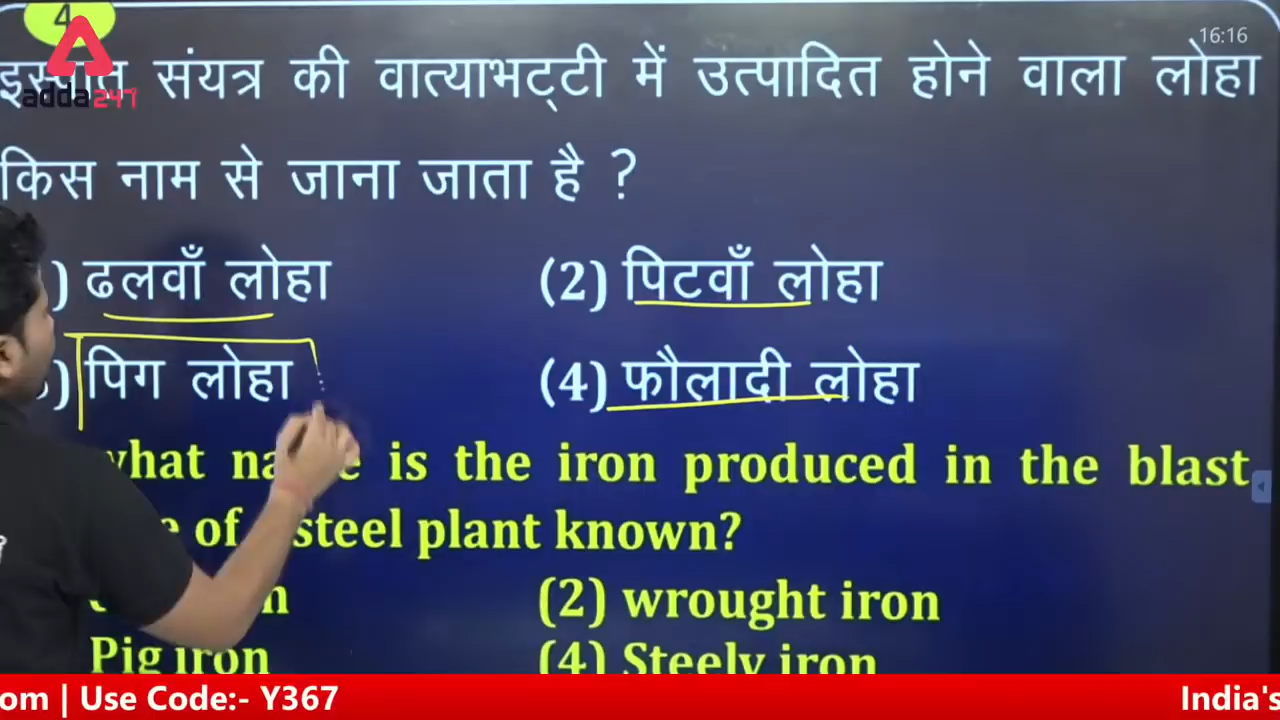 4
16:16
adda247
संयत्र की वात्याभट्टी में उत्पादित होने वाला लोहा
किस नाम से जाना जाता है ?
) ढलवाँ लोहा (2) पिटवाँ लोहा
) पिग लोहा (4) फौलादी लोहा
what is the iron produced in the blast
of steel plant known?
(2) wrought iron
Pig iron (4) Steely iron
om | Use Code:- Y367 India's